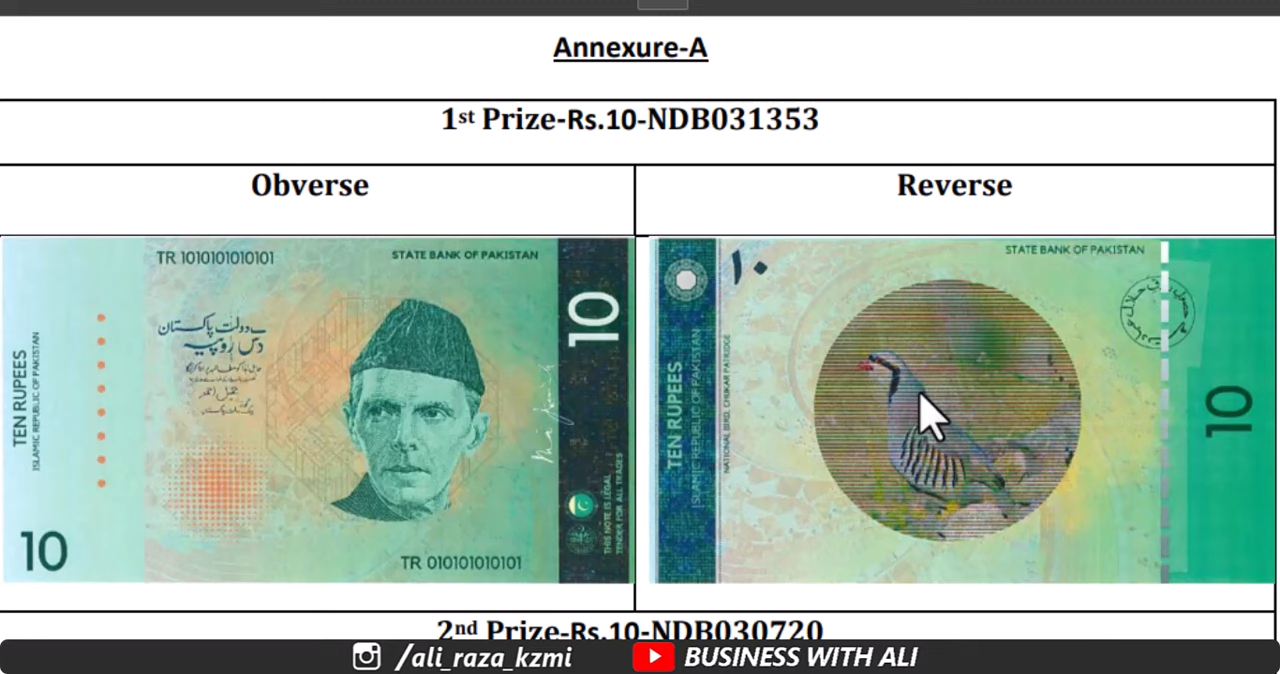 Annexure-A
1st Prize-Rs.10-NDB031353
Obverse
Reverse
TR 1010101010101
STATE BANK OF PAKISTAN
10
TEN RUPEES
ISLAMIC REPUBLIC OF PAKISTAN
دولت پاکستان
دس روپیہ
THIS NOTE IS LEGAL
TENDER FOR ALL TRADES
10
TR 010101010101
STATE BANK OF PAKISTAN
۱۰
TEN RUPEES
ISLAMIC REPUBLIC OF PAKISTAN
NATIONAL BIRD, CHUKAR PATRIDGE
10
2nd Prize-Rs.10-NDB030720
/ali_raza_kzmi
BUSINESS WITH ALI